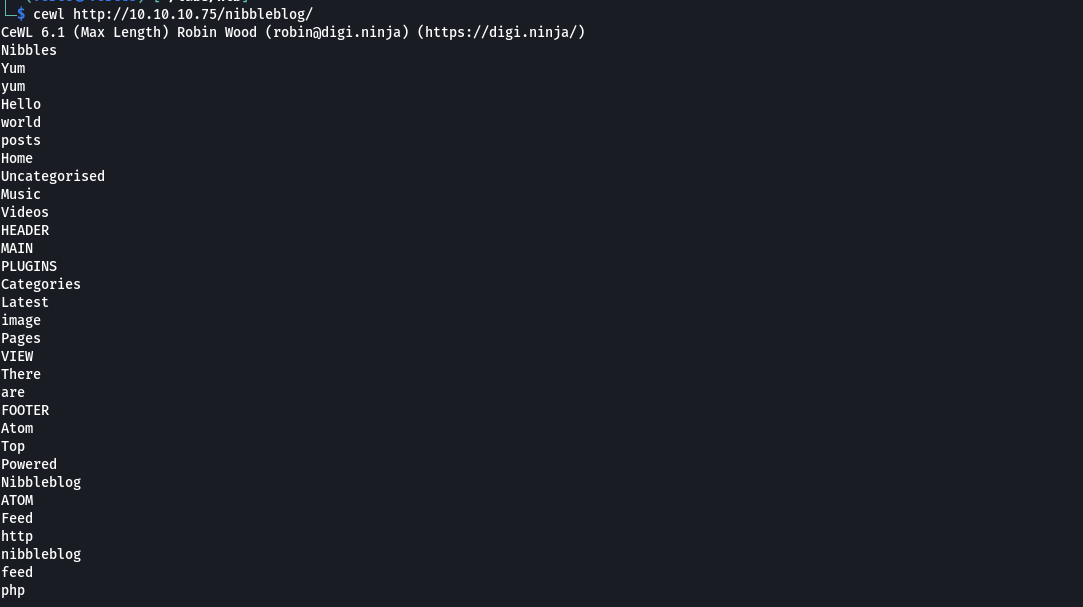 $ cewl http://10.10.10.75/nibbleblog/
CeWL 6.1 (Max Length) Robin Wood (robin@digi.ninja) (https://digi.ninja/)
Nibbles
Yum
yum
Hello
world
posts
Home
Uncategorised
Music
Videos
HEADER
MAIN
PLUGINS
Categories
Latest
image
Pages
VIEW
There
are
FOOTER
Atom
Top
Powered
Nibbleblog
ATOM
Feed
http
nibbleblog
feed
php